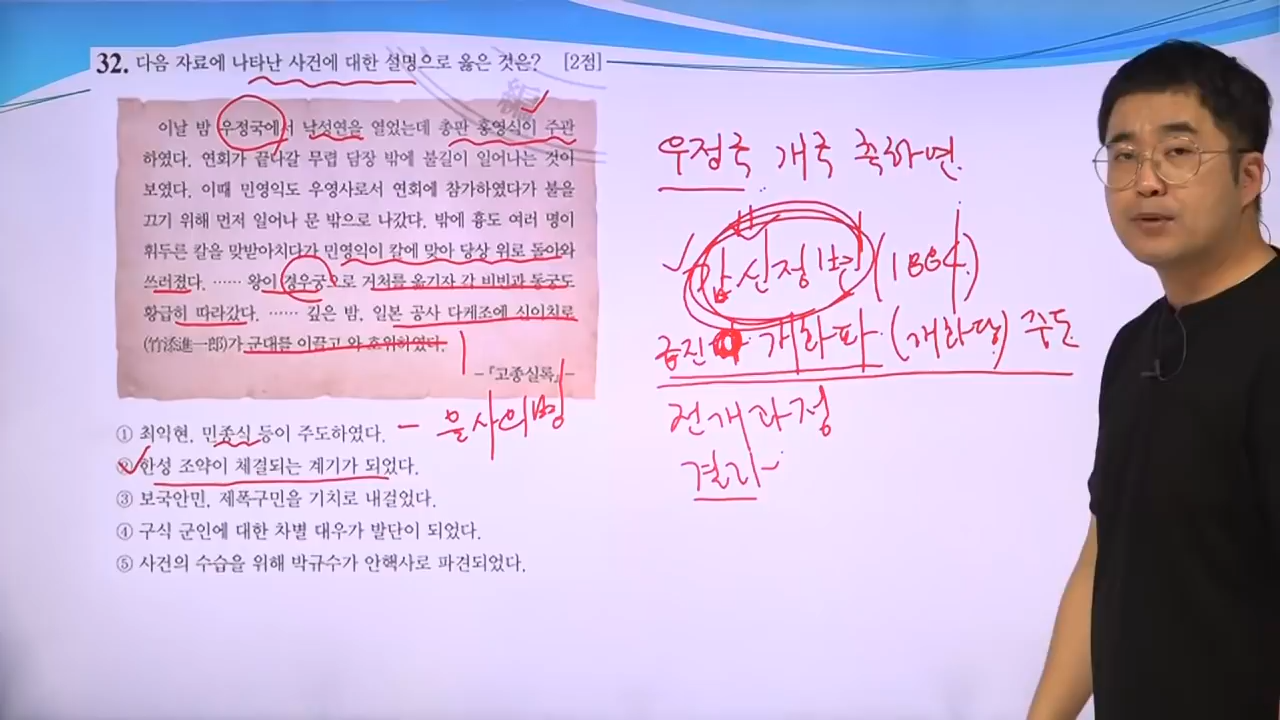 32. 다음 자료에 나타난 사건에 대한 설명으로 옳은 것은? [2점]
이날 밤 우정국에서 낙성연을 열었는데 총판 홍영식이 주관
하였다. 연회가 끝나갈 무렵 담장 밖에 불길이 일어나는 것이
보였다. 이때 민영익도 우영사로서 연회에 참가하였다가 불을
끄기 위해 먼저 일어나 문 밖으로 나갔다. 밖에 흉도 여러 명이
휘두른 칼을 맞받아치다가 민영익이 칼에 맞아 당상 위로 돌아와
쓰러졌다. …… 왕이 경우궁으로 거처를 옮기자 각 비빈과 동궁도
황급히 따라갔다. …… 깊은 밤, 일본 공사 다케조에 신이치로
(竹添進一郎)가 군대를 이끌고 와 호위하였다.
-『고종실록』-
① 최익현, 민종식 등이 주도하였다. - 을사의병
② 한성 조약이 체결되는 계기가 되었다.
③ 보국안민, 제폭구민을 기치로 내걸었다.
④ 구식 군인에 대한 차별 대우가 발단이 되었다.
⑤ 사건의 수습을 위해 박규수가 안핵사로 파견되었다.
우정국 개국 축하연
갑신정변 (1884)
급진 개화파 (개화당) 주도
전개과정
결과